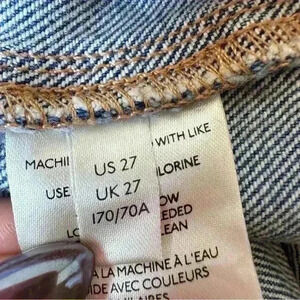 WITH LIKE
MACHI
US 27
LORINE
USE
UK 27
OW
170/70A
EEDED
LEAN
LA MACHINE À L'EAU
DE AVEC COULEURS